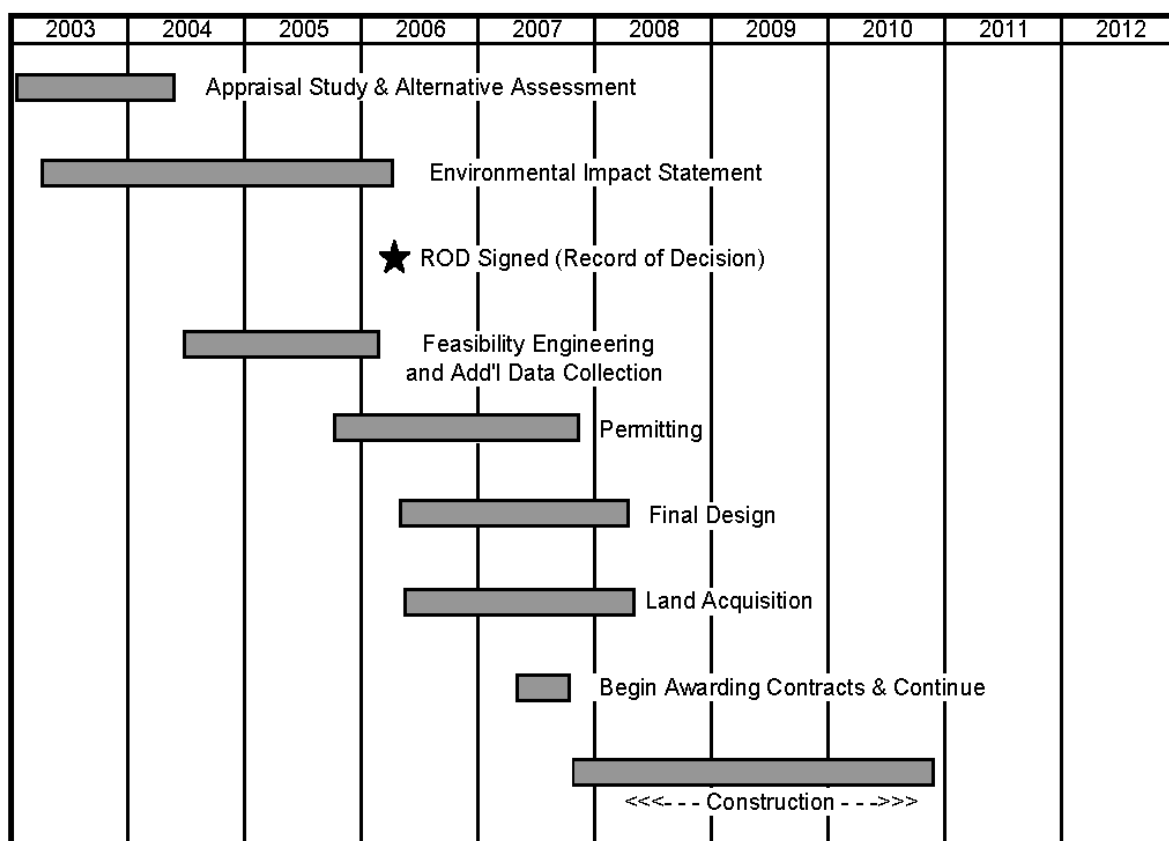 2003 2004 2005 2006 2007 2008 2009 2010 2011 2012
Appraisal Study & Alternative Assessment
Environmental Impact Statement
ROD Signed (Record of Decision)
Feasibility Engineering
and Add'l Data Collection
Permitting
Final Design
Land Acquisition
Begin Awarding Contracts & Continue
<<<- - - Construction - - ->>>